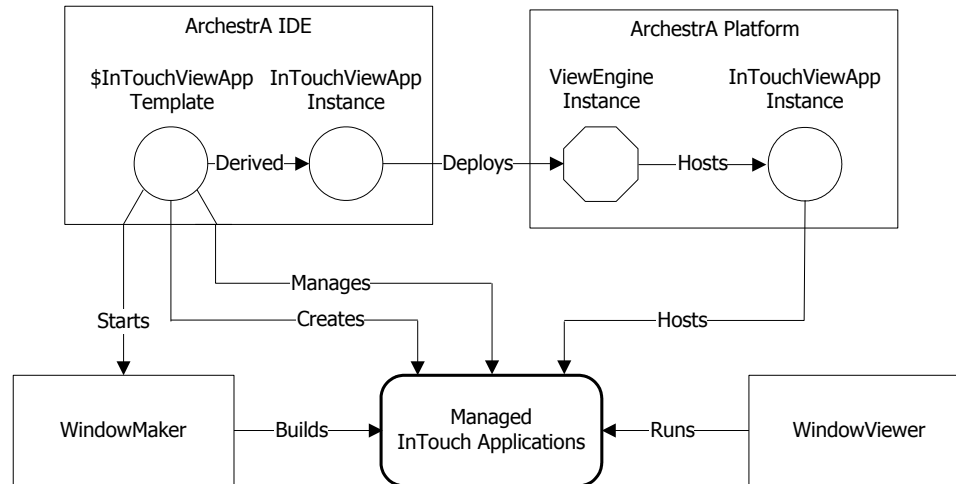 ArchestrA IDE
ArchestrA Platform
$InTouchViewApp
Template
InTouchViewApp
Instance
ViewEngine
Instance
InTouchViewApp
Instance
Derived
Deploys
Hosts
Manages
Starts
Creates
Hosts
WindowMaker
Builds
Managed
InTouch Applications
Runs
WindowViewer